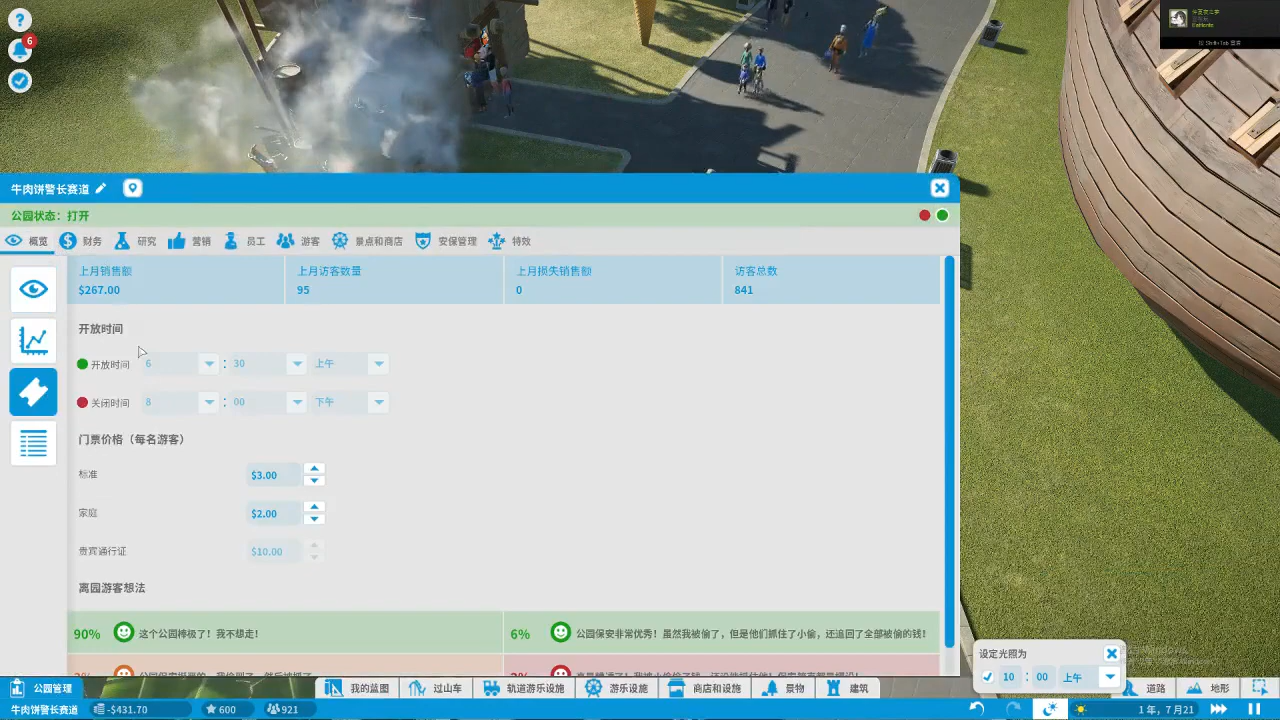 ?
6
牛肉饼警长赛道
公园状态：打开
概览 财务 研究 营销 员工 游客 景点和商店 安保管理 特效
上月销售额 上月访客数量 上月损失销售额 访客总数
$267.00 95 0 841
开放时间
开放时间 6 : 30 上午
关闭时间 8 : 00 下午
门票价格（每名游客）
标准 $3.00
家庭 $2.00
贵宾通行证 $10.00
离园游客想法
90% 这个公园棒极了！我不想走！ 6% 公园保安非常优秀！虽然我被偷了，但是他们抓住了小偷，还追回了全部被偷的钱！
设定光照为
10 : 00 上午
公园管理 我的蓝图 过山车 轨道游乐设施 游乐设施 商店和设施 景物 建筑 道路 地形
牛肉饼警长赛道 $431.70 600 921 1 年，7 月21